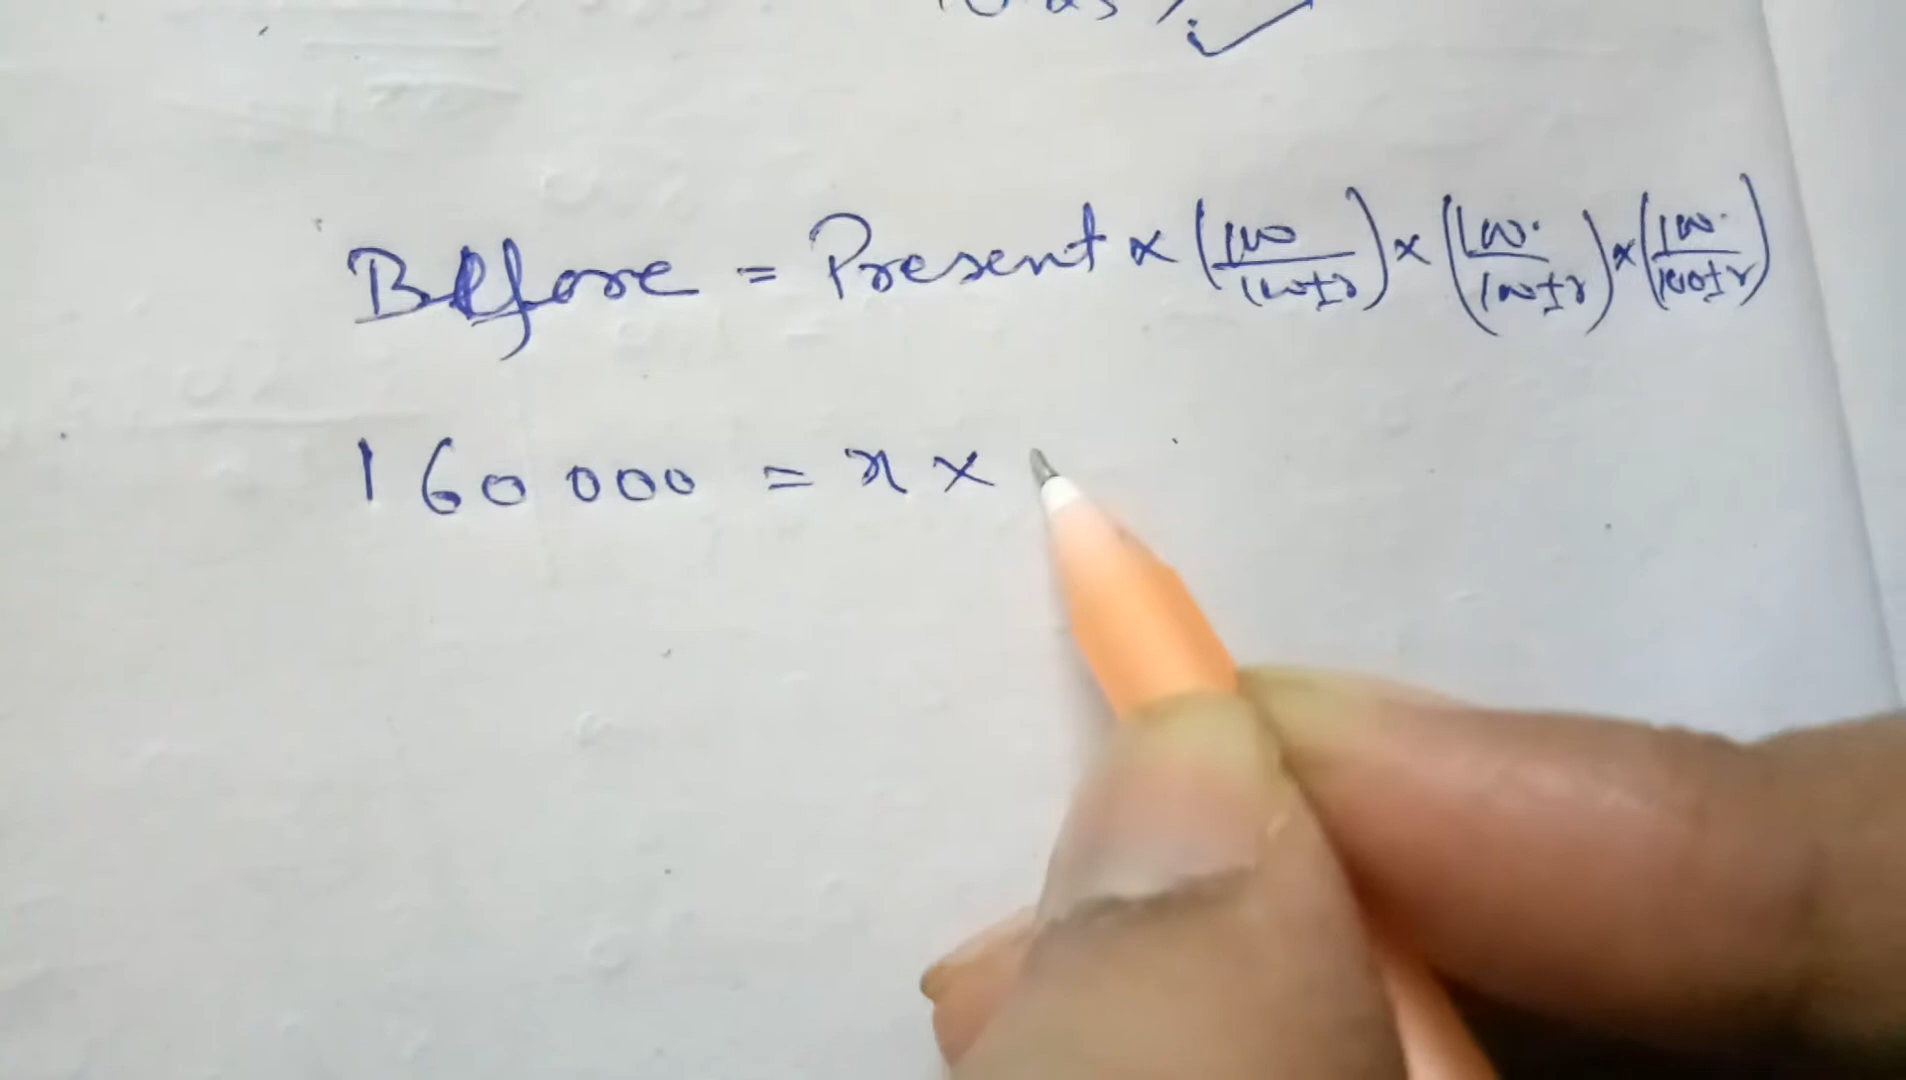 Before = Present × (100/100±r) × (100/100±r) × (100/100±r)
160000 = x ×